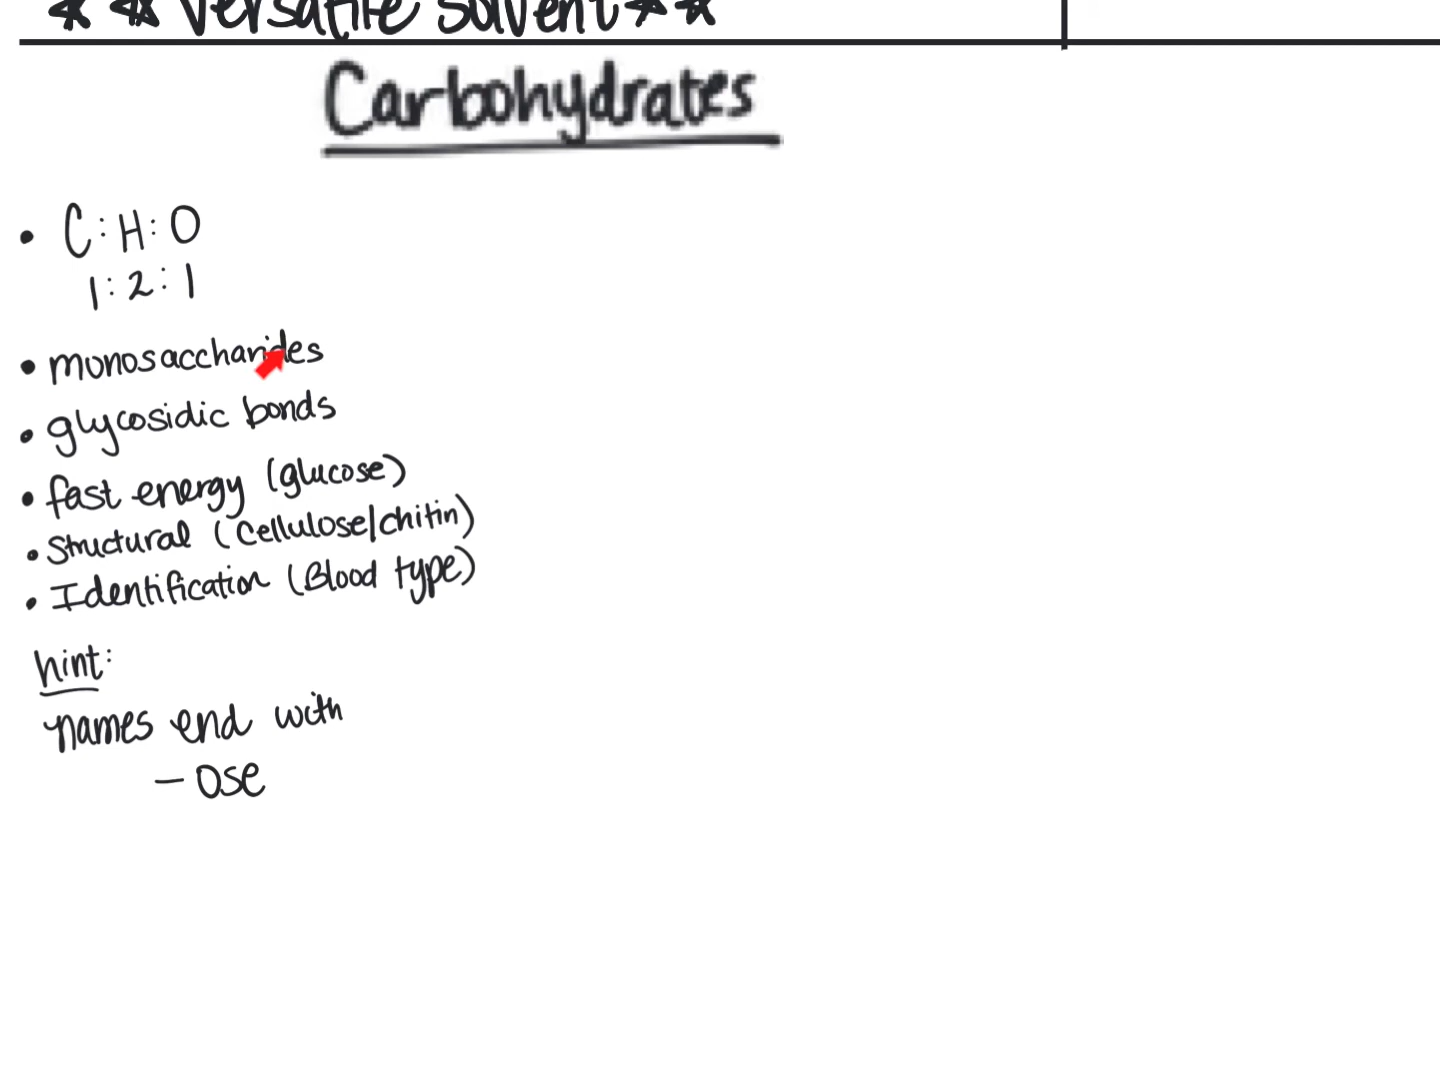 ★ ★ Versatile Solvent ★ ★
Carbohydrates
• C:H:O
1:2:1
• monosaccharides
• glycosidic bonds
• fast energy (glucose)
• Structural (Cellulose/chitin)
• Identification (Blood type)
hint:
names end with
- ose